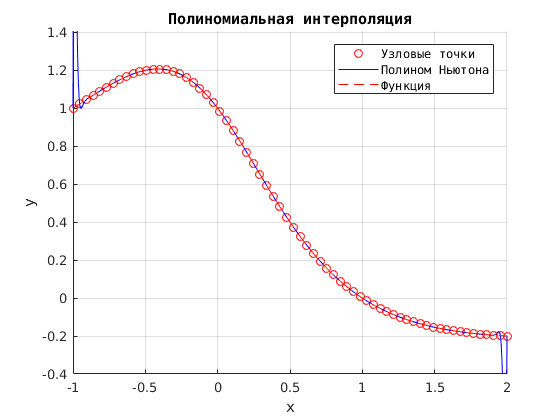 Полиномиальная интерполяция
1.4
1.2
1.0
0.8
0.6
0.4
0.2
0
-0.2
-0.4
y
Узловые точки
Полином Ньютона
Функция
-1 -0.5 0 0.5 1 1.5 2
x